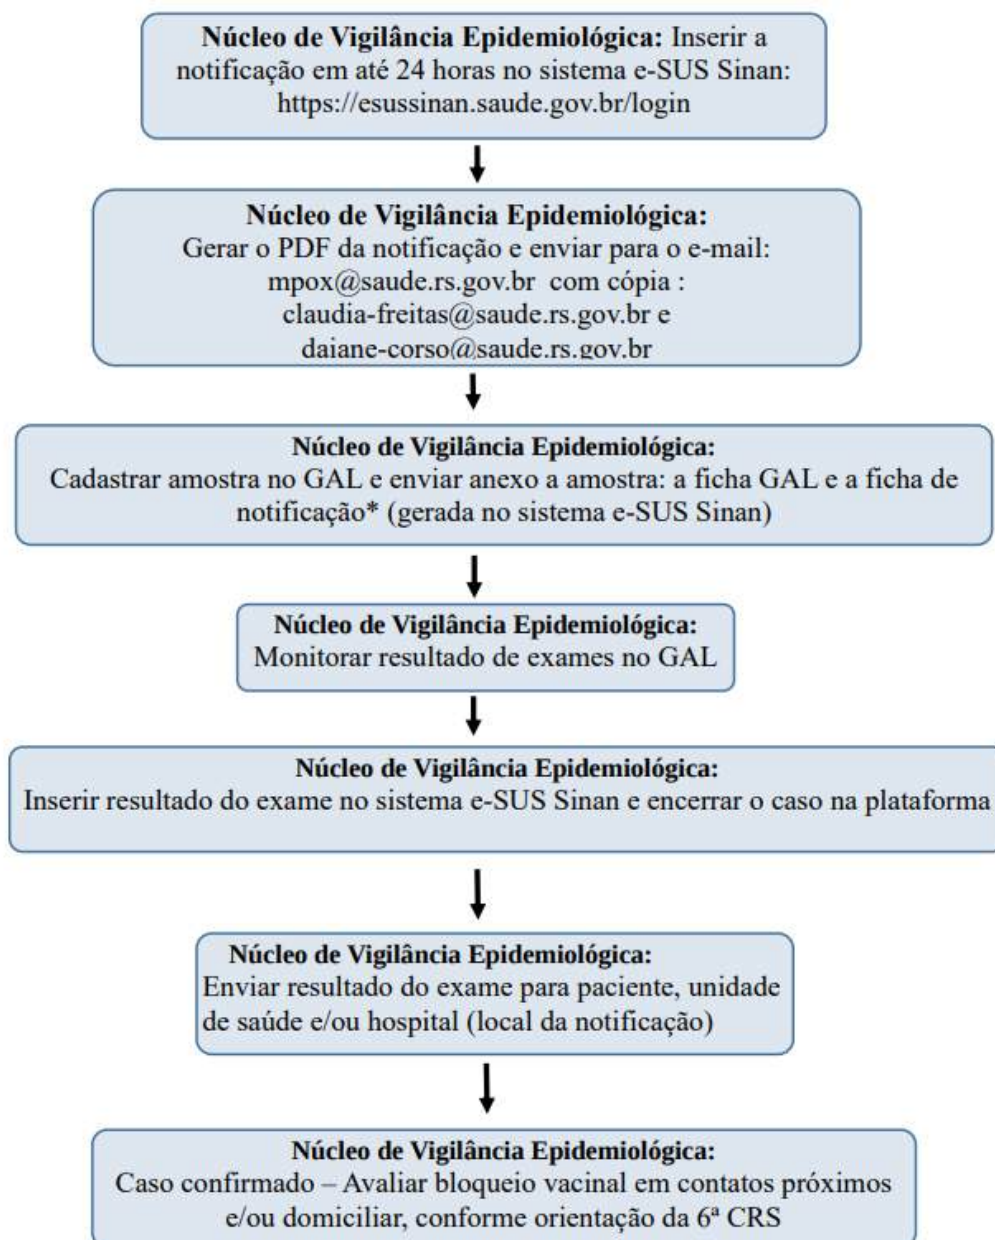 Núcleo de Vigilância Epidemiológica: Inserir a
notificação em até 24 horas no sistema e-SUS Sinan:
https://esussinan.saude.gov.br/login
Núcleo de Vigilância Epidemiológica:
Gerar o PDF da notificação e enviar para o e-mail:
mpox@saude.rs.gov.br com cópia :
claudia-freitas@saude.rs.gov.br e
daiane-corso@saude.rs.gov.br
Núcleo de Vigilância Epidemiológica:
Cadastrar amostra no GAL e enviar anexo a amostra: a ficha GAL e a ficha de
notificação* (gerada no sistema e-SUS Sinan)
Núcleo de Vigilância Epidemiológica:
Monitorar resultado de exames no GAL
Núcleo de Vigilância Epidemiológica:
Inserir resultado do exame no sistema e-SUS Sinan e encerrar o caso na plataforma
Núcleo de Vigilância Epidemiológica:
Enviar resultado do exame para paciente, unidade
de saúde e/ou hospital (local da notificação)
Núcleo de Vigilância Epidemiológica:
Caso confirmado – Avaliar bloqueio vacinal em contatos próximos
e/ou domiciliar, conforme orientação da 6ª CRS